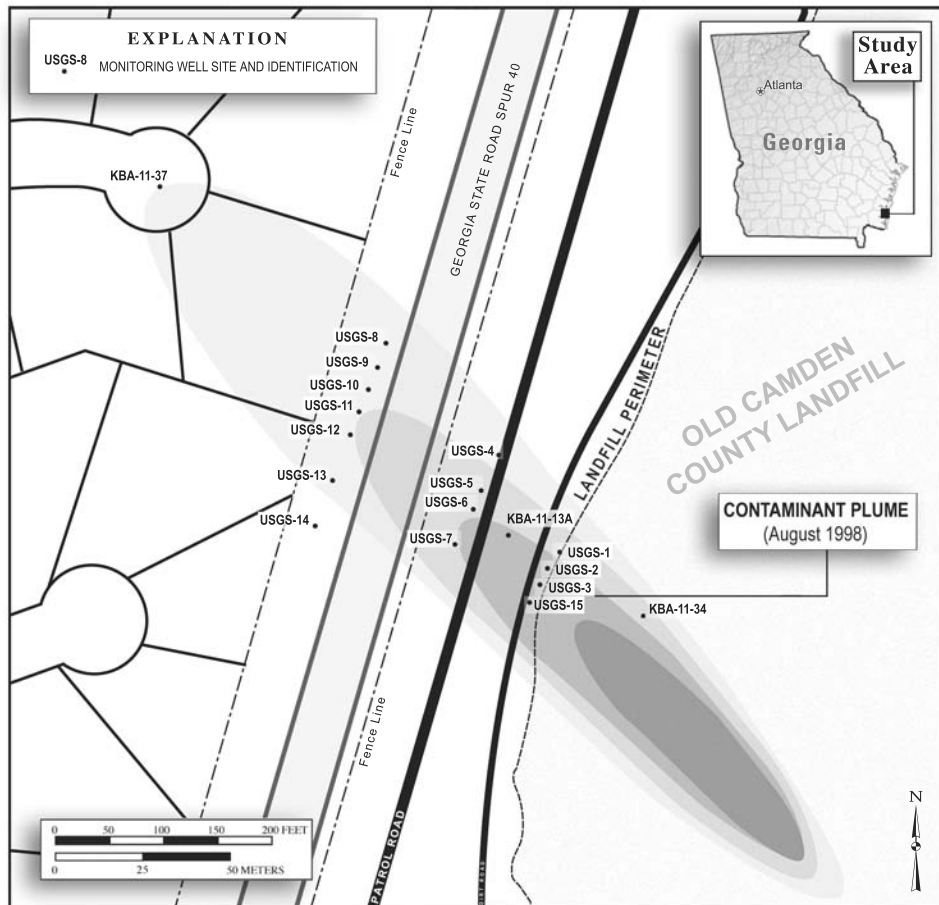 EXPLANATION
USGS-8
MONITORING WELL SITE AND IDENTIFICATION
Study
Area
Atlanta
Georgia
Fence Line
GEORGIA STATE ROAD SPUR 40
KBA-11-37
USGS-8
USGS-9
USGS-10
USGS-11
USGS-12
USGS-13
USGS-14
USGS-4
USGS-5
USGS-6
USGS-7
KBA-11-13A
LANDFILL PERIMETER
OLD CAMDEN
COUNTY LANDFILL
CONTAMINANT PLUME
(August 1998)
USGS-1
USGS-2
USGS-3
USGS-15
KBA-11-34
Fence Line
PATROL ROAD
N
0 50 100 150 200 FEET
0 25 50 METERS